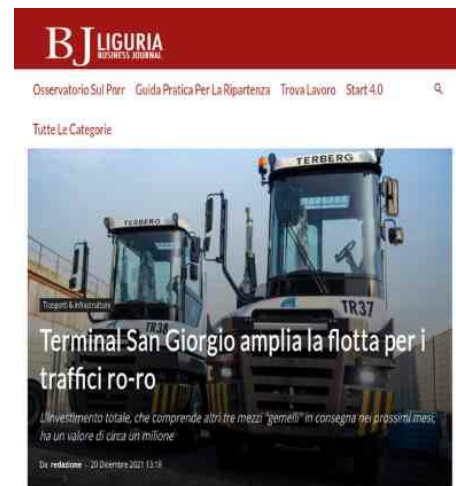 BJ LIGURIA
BUSINESS JOURNAL
Osservatorio Sul Pnrr Guida Pratica Per La Ripartenza Trova Lavoro Start 4.0
Tutte Le Categorie
TERBERG
TERBERG
TR38
TR37
Trasporti & Infrastrutture
Terminal San Giorgio amplia la flotta per i
traffici ro-ro
L'investimento totale, che comprende altri tre mezzi "gemelli" in consegna nei prossimi mesi,
ha un valore di circa un milione
Da redazione - 20 Dicembre 2021 13:18